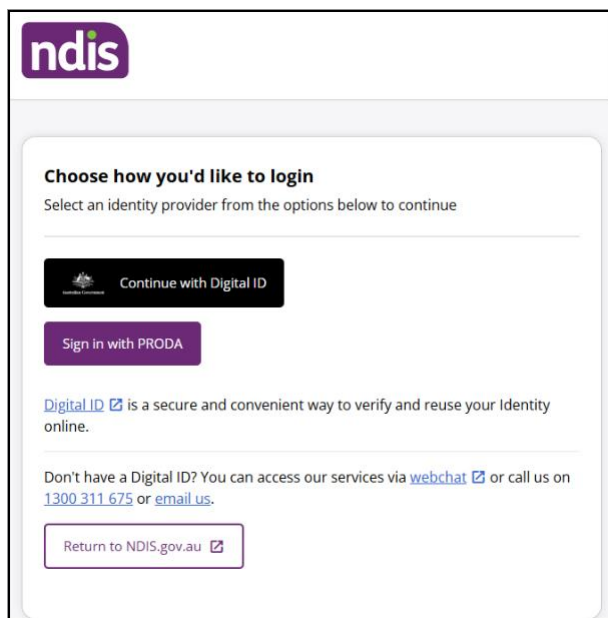 ndis
Choose how you'd like to login
Select an identity provider from the options below to continue
Australian Government
Continue with Digital ID
Sign in with PRODA
Digital ID is a secure and convenient way to verify and reuse your Identity
online.
Don't have a Digital ID? You can access our services via webchat or call us on
1300 311 675 or email us.
Return to NDIS.gov.au